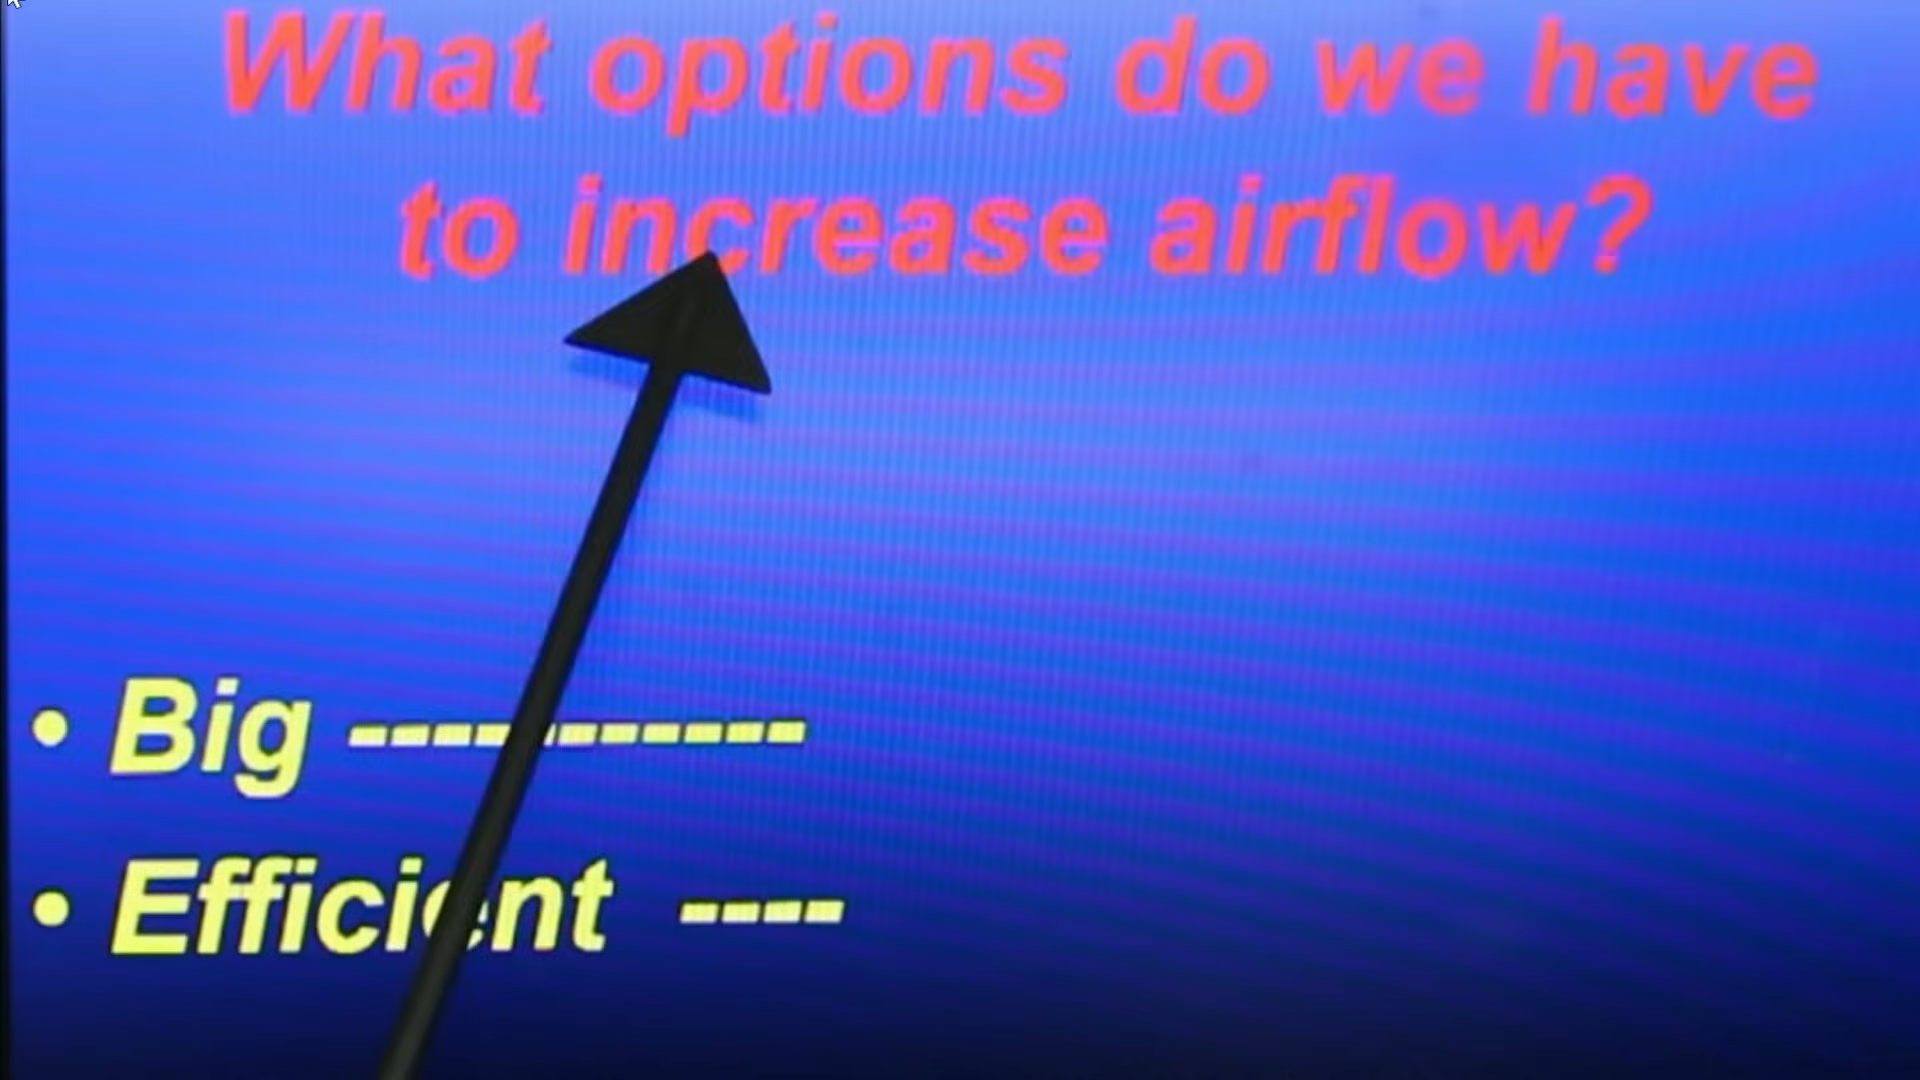 What options do we have
to increase airflow?
• Big -----------
• Efficient ----